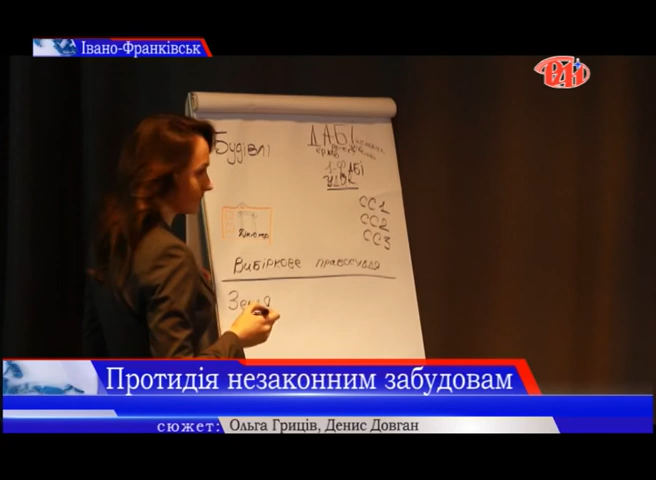 Івано-Франківськ
Будівлі
ДАБІ
СС1
СС2
СС3
Вибіркове правосуддя
Земля
Протидія незаконним забудовам
сюжет: Ольга Гриців, Денис Довган